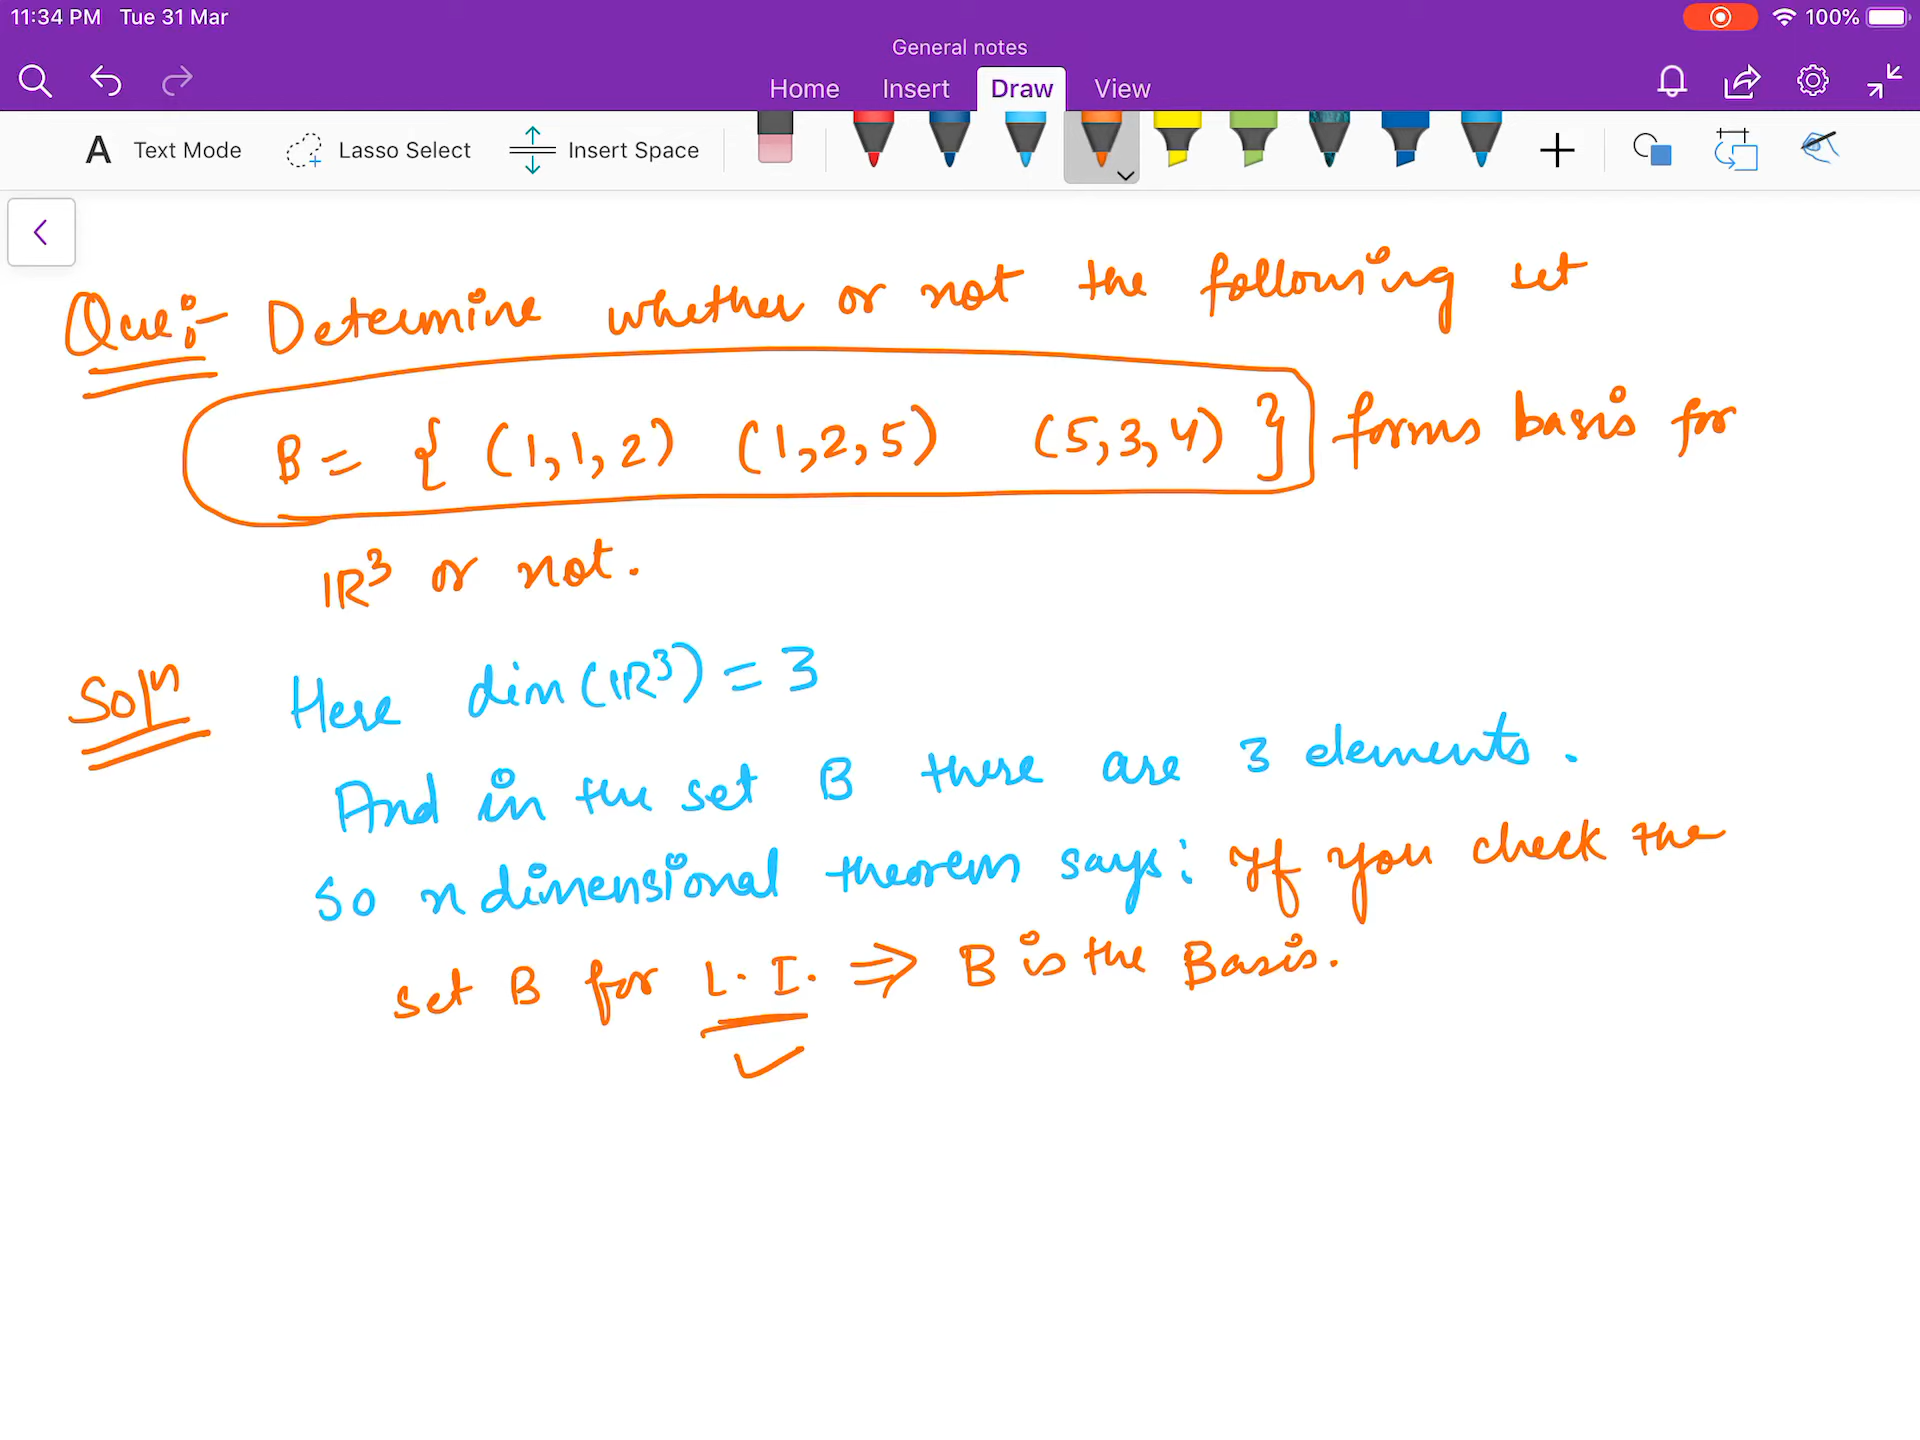 11:34 PM Tue 31 Mar
100%
General notes
Home Insert Draw View
A Text Mode Lasso Select Insert Space
Que:- Determine whether or not the following set
B = { (1,1,2) (1,2,5) (5,3,4) } forms basis for
IR³ or not.
Solⁿ Here dim(IR³) = 3
And in the set B there are 3 elements.
So n dimensional theorem says: If you check the
set B for L.I. ⇒ B is the Basis.